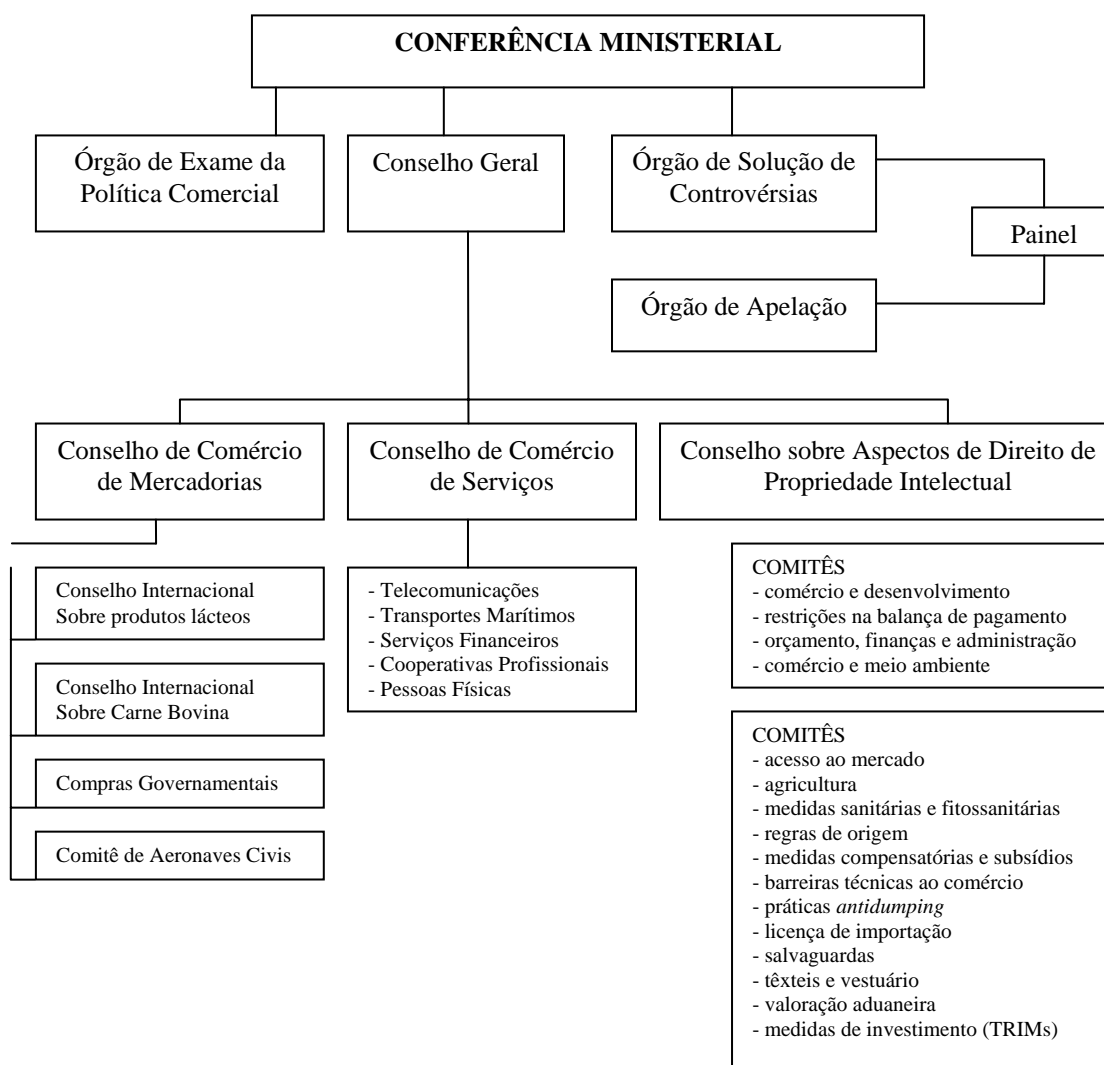 CONFERÊNCIA MINISTERIAL
Órgão de Exame da
Política Comercial
Conselho Geral
Órgão de Solução de
Controvérsias
Painel
Órgão de Apelação
Conselho de Comércio
de Mercadorias
Conselho de Comércio
de Serviços
Conselho sobre Aspectos de Direito de
Propriedade Intelectual
Conselho Internacional
Sobre produtos lácteos
Conselho Internacional
Sobre Carne Bovina
Compras Governamentais
Comitê de Aeronaves Civis
- Telecomunicações
- Transportes Marítimos
- Serviços Financeiros
- Cooperativas Profissionais
- Pessoas Físicas
COMITÊS
- comércio e desenvolvimento
- restrições na balança de pagamento
- orçamento, finanças e administração
- comércio e meio ambiente
COMITÊS
- acesso ao mercado
- agricultura
- medidas sanitárias e fitossanitárias
- regras de origem
- medidas compensatórias e subsídios
- barreiras técnicas ao comércio
- práticas antidumping
- licença de importação
- salvaguardas
- têxteis e vestuário
- valoração aduaneira
- medidas de investimento (TRIMs)